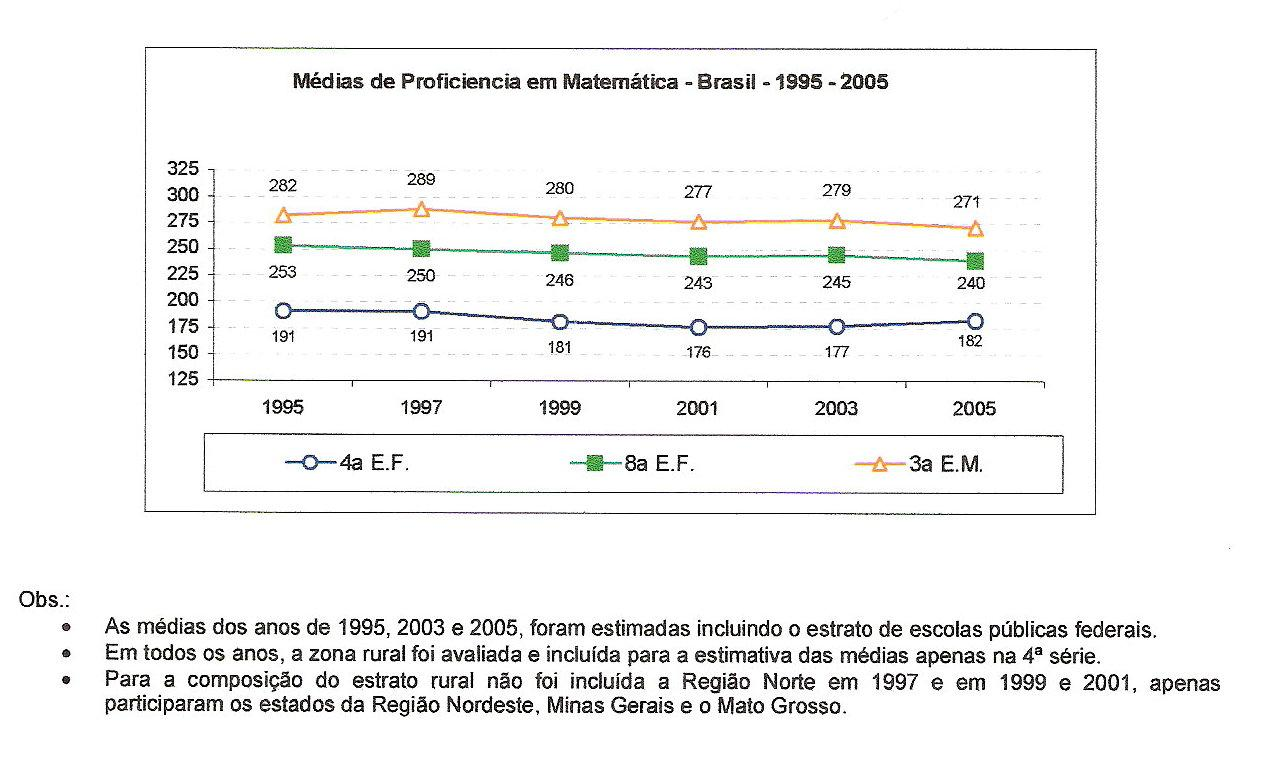 Médias de Proficiencia em Matemática - Brasil - 1995 - 2005
325
300
275
250
225
200
175
150
125
282 289 280 277 279 271
253 250 246 243 245 240
191 191 181 176 177 182
1995 1997 1999 2001 2003 2005
4a E.F. 8a E.F. 3a E.M.
Obs.:
• As médias dos anos de 1995, 2003 e 2005, foram estimadas incluindo o estrato de escolas públicas federais.
• Em todos os anos, a zona rural foi avaliada e incluída para a estimativa das médias apenas na 4ª série.
• Para a composição do estrato rural não foi incluída a Região Norte em 1997 e em 1999 e 2001, apenas
participaram os estados da Região Nordeste, Minas Gerais e o Mato Grosso.